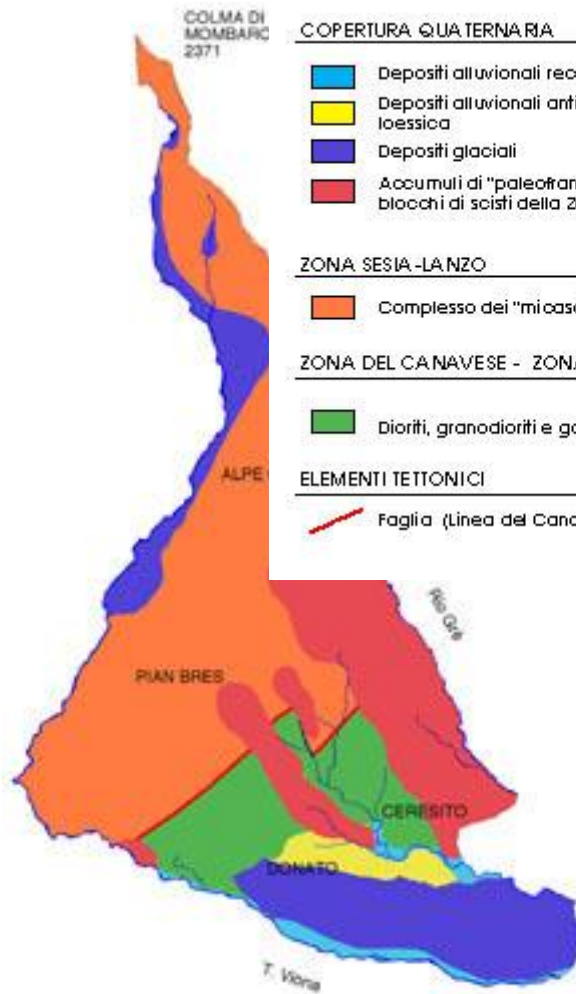 COLMA DI
MOMBARC
2371
COPERTURA QUATERNARIA
Depositi alluvionali rec
Depositi alluvionali anti
loessica
Depositi glaciali
Accumuli di "paleofran
blocchi di scisti della Z
ZONA SESIA-LANZO
Complesso dei "micasc
ZONA DEL CANAVESE - ZONA
Dioriti, granodioriti e ga
ELEMENTI TETTONICI
Faglia (Linea del Cana
ALPE
Rio Grè
PIAN BRES
CERESITO
DONATO
T. Viona